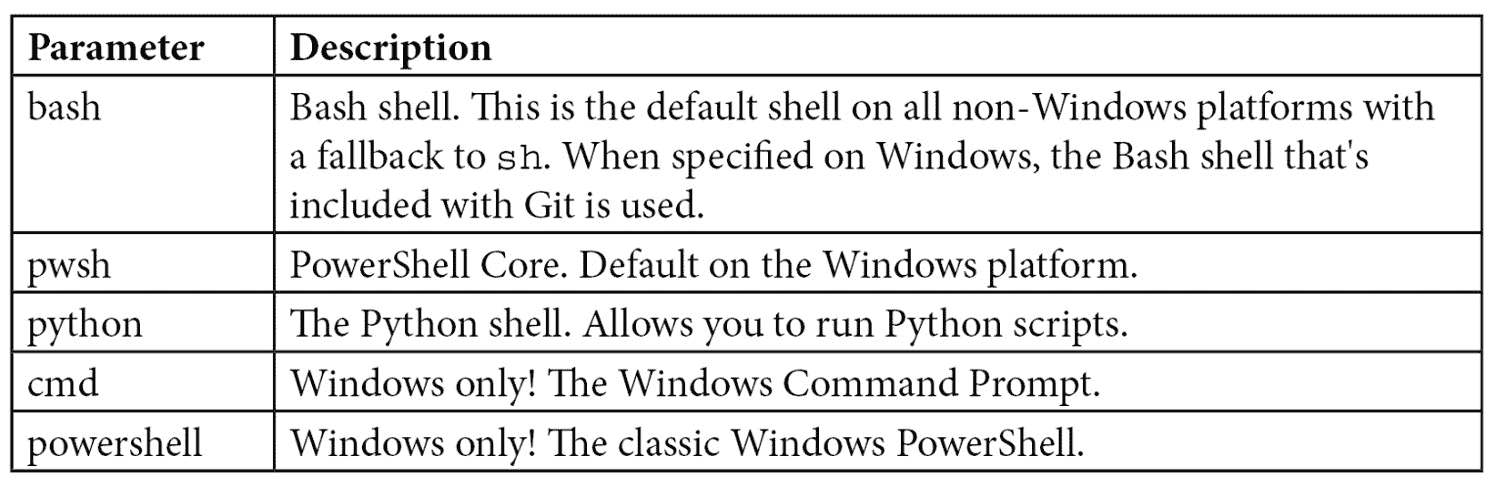 Parameter Description
bash Bash shell. This is the default shell on all non-Windows platforms with
a fallback to sh. When specified on Windows, the Bash shell that's
included with Git is used.
pwsh PowerShell Core. Default on the Windows platform.
python The Python shell. Allows you to run Python scripts.
cmd Windows only! The Windows Command Prompt.
powershell Windows only! The classic Windows PowerShell.